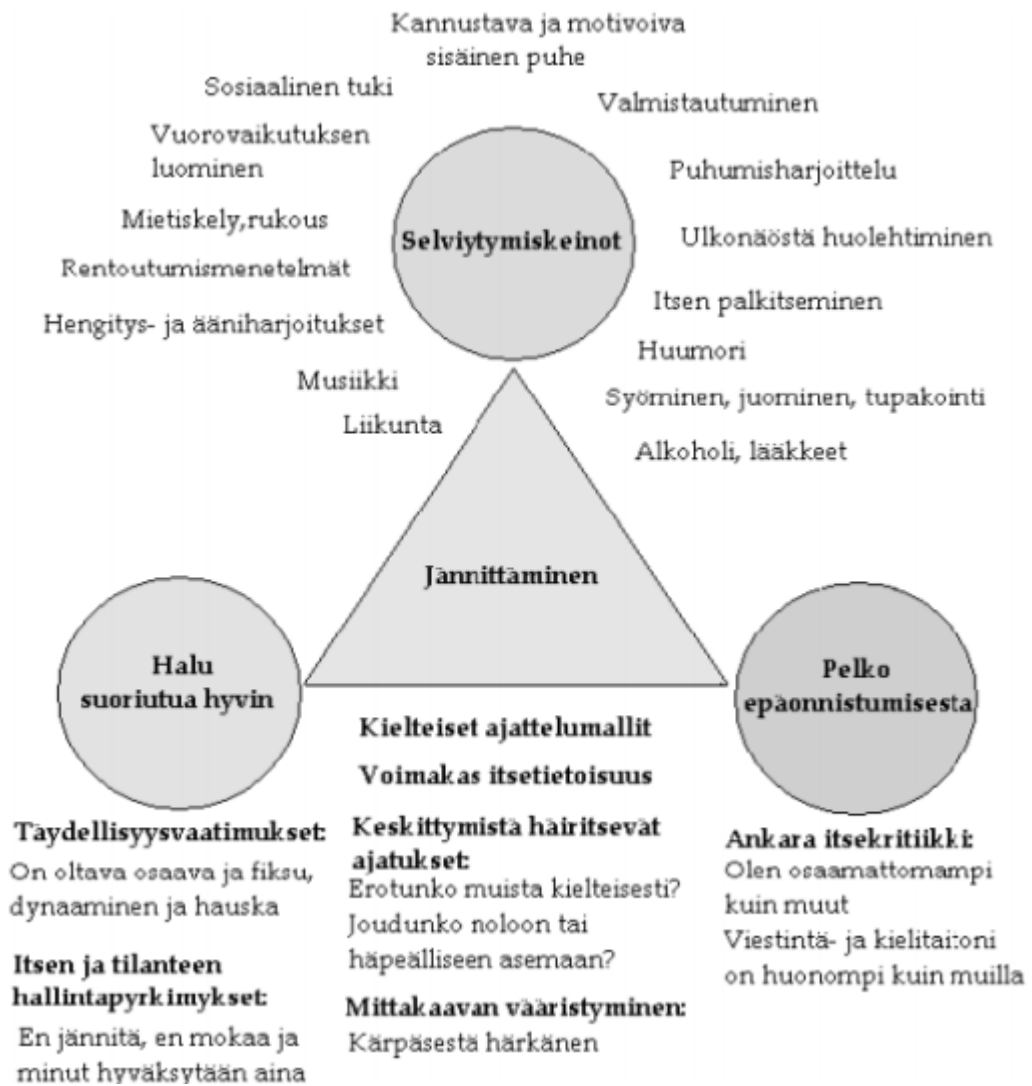 Kannustava ja motivoiva
sisäinen puhe
Sosiaalinen tuki
Valmistautuminen
Vuorovaikutuksen
luominen
Puhumisharjoittelu
Mietiskely,rukous
Selviytymiskeinot
Ulkonäöstä huolehtiminen
Rentoutumismenetelmät
Itsen palkitseminen
Hengitys- ja ääniharjoitukset
Huumori
Musiikki
Syöminen, juominen, tupakointi
Liikunta
Alkoholi, lääkkeet
Jännittäminen
Halu
suoriutua hyvin
Pelko
epäonnistumisesta
Kielteiset ajattelumallit
Voimakas itsetietoisuus
Täydellisyysvaatimukset:
On oltava osaava ja fiksu,
dynaaminen ja hauska
Itsen ja tilanteen
hallintapyrkimykset:
En jännitä, en mokaa ja
minut hyväksytään aina
Keskittymistä häiritsevät
ajatukset:
Erotunko muista kielteisesti?
Joudunko noloon tai
häpeälliseen asemaan?
Mittakaavan vääristyminen:
Kärpäsestä härkänen
Ankara itsekritiikki:
Olen osaamattomampi
kuin muut
Viestintä- ja kielitaitoni
on huonompi kuin muilla